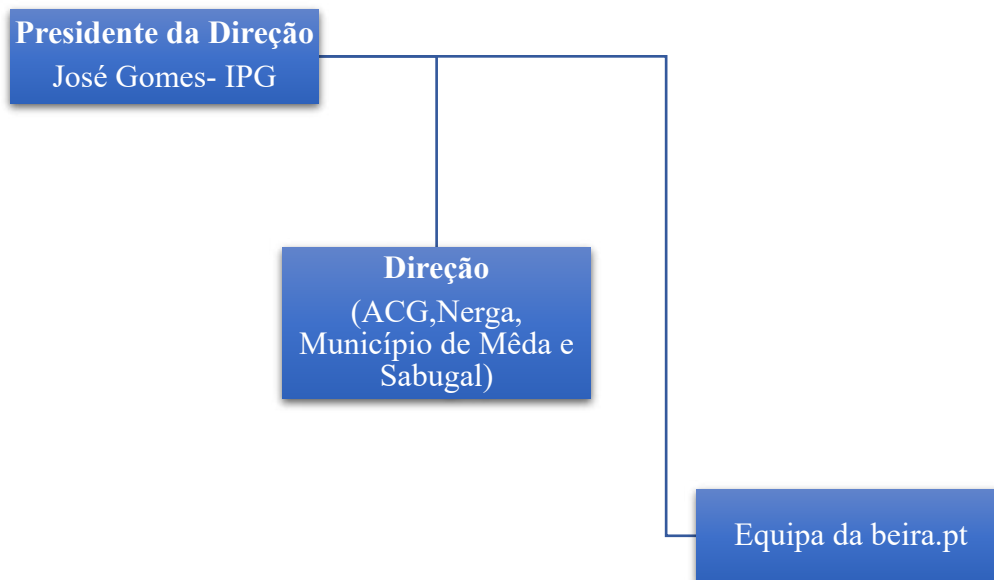 Presidente da Direção
José Gomes- IPG
Direção
(ACG,Nerga,
Município de Mêda e
Sabugal)
Equipa da beira.pt